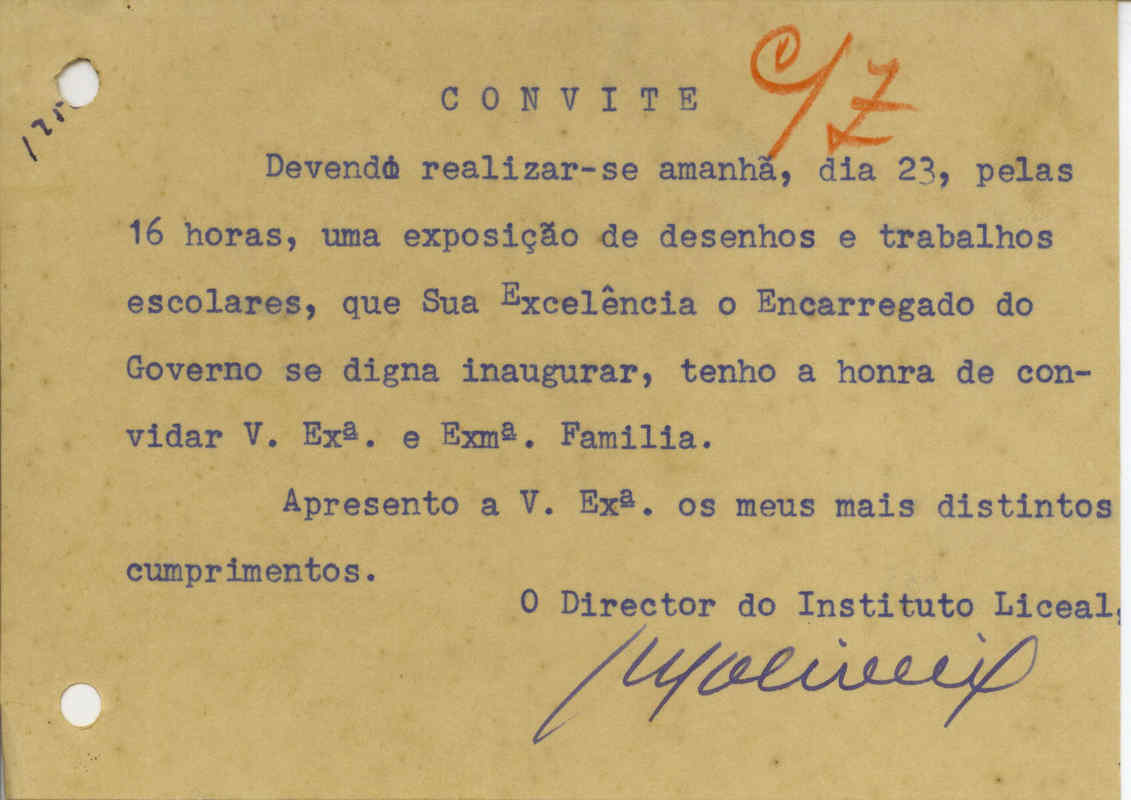 C O N V I T E
C/Z
125
Devendo realizar-se amanhã, dia 23, pelas
16 horas, uma exposição de desenhos e trabalhos
escolares, que Sua Excelência o Encarregado do
Governo se digna inaugurar, tenho a honra de con-
vidar V. Exª. e Exmª. Familia.
Apresento a V. Exª. os meus mais distintos
cumprimentos.
O Director do Instituto Liceal,